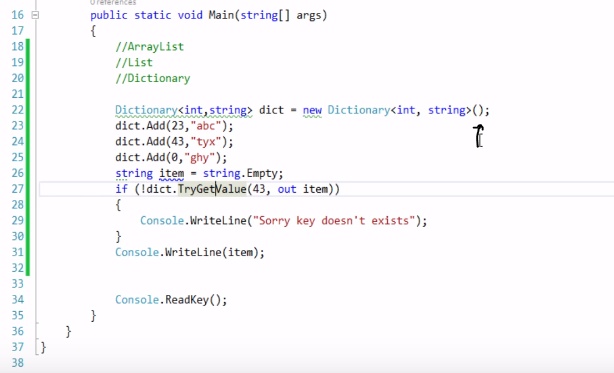 0 references
16 public static void Main(string[] args)
17 {
18 //ArrayList
19 //List
20 //Dictionary
21
22 Dictionary<int,string> dict = new Dictionary<int, string>();
23 dict.Add(23,"abc");
24 dict.Add(43,"tyx");
25 dict.Add(0,"ghy");
26 string item = string.Empty;
27 if (!dict.TryGetValue(43, out item))
28 {
29 Console.WriteLine("Sorry key doesn't exists");
30 }
31 Console.WriteLine(item);
32
33
34 Console.ReadKey();
35 }
36 }
37 }
38